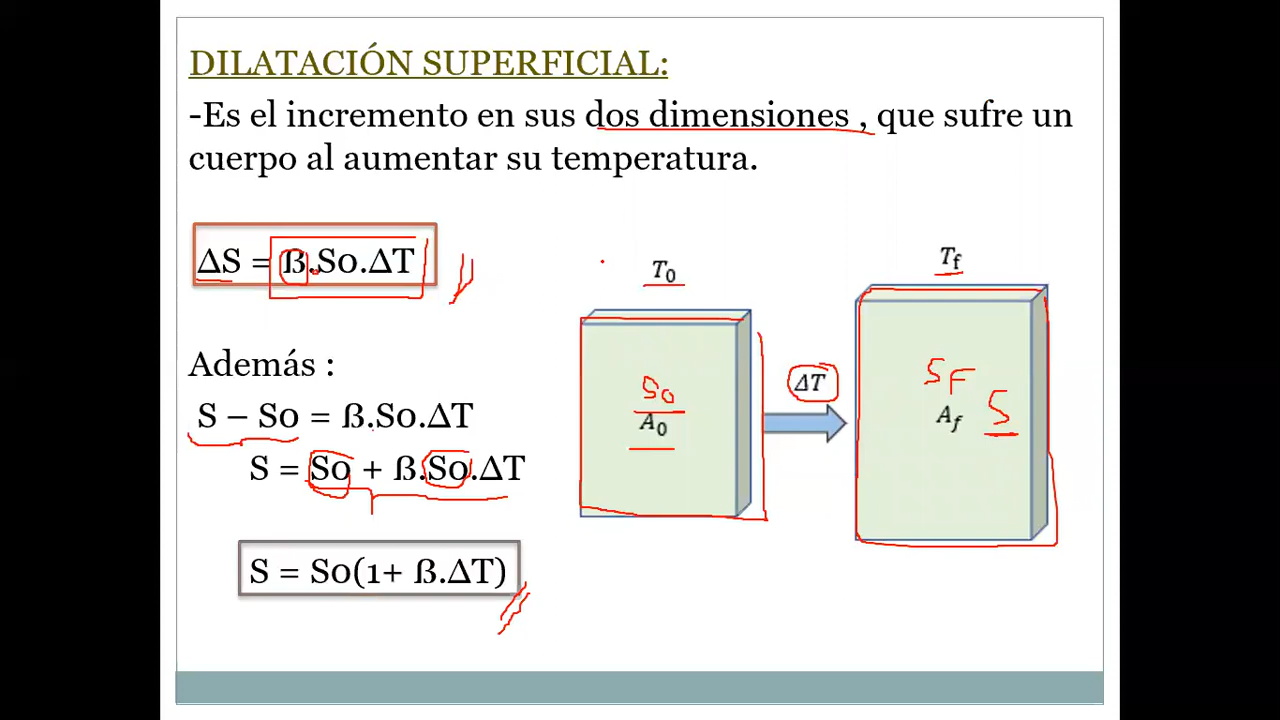 DILATACIÓN SUPERFICIAL:
-Es el incremento en sus dos dimensiones , que sufre un
cuerpo al aumentar su temperatura.
ΔS = ß.So.ΔT
Además :
S – So = ß.So.ΔT
S = So + ß.So.ΔT
S = So(1+ ß.ΔT)
T₀
So
A₀
ΔT
T_f
SF
A_f
S